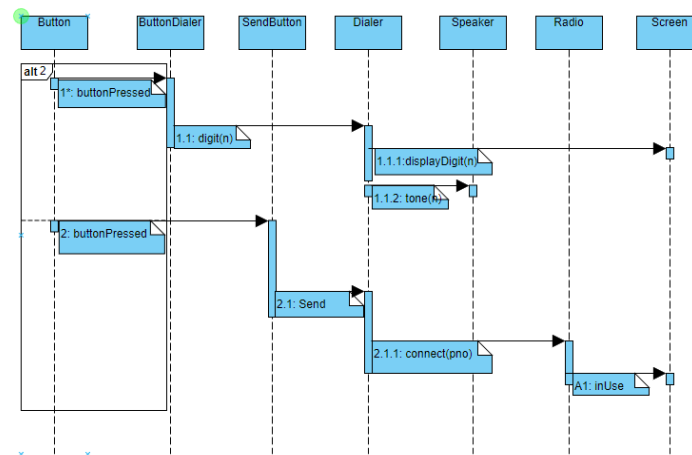 Button
ButtonDialer
SendButton
Dialer
Speaker
Radio
Screen
alt 2
1*: buttonPressed
1.1: digit(n)
1.1.1:displayDigit(n)
1.1.2: tone(n)
2: buttonPressed
2.1: Send
2.1.1: connect(pno)
A1: inUse